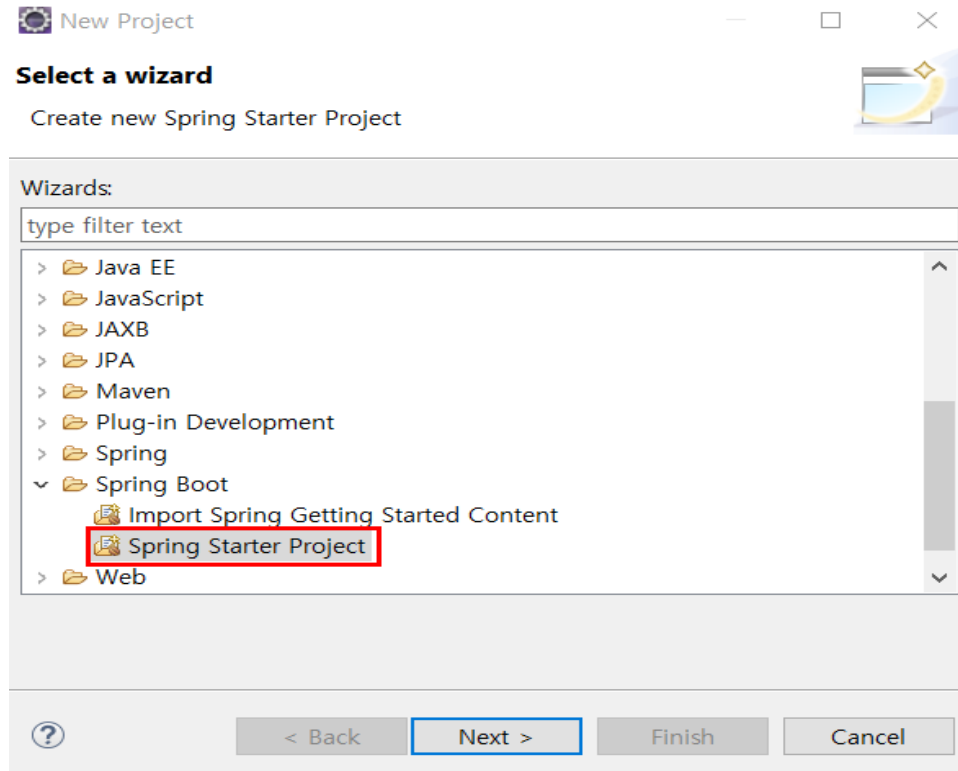 New Project
Select a wizard
Create new Spring Starter Project
Wizards:
type filter text
Java EE
JavaScript
JAXB
JPA
Maven
Plug-in Development
Spring
Spring Boot
Import Spring Getting Started Content
Spring Starter Project
Web
? < Back Next > Finish Cancel